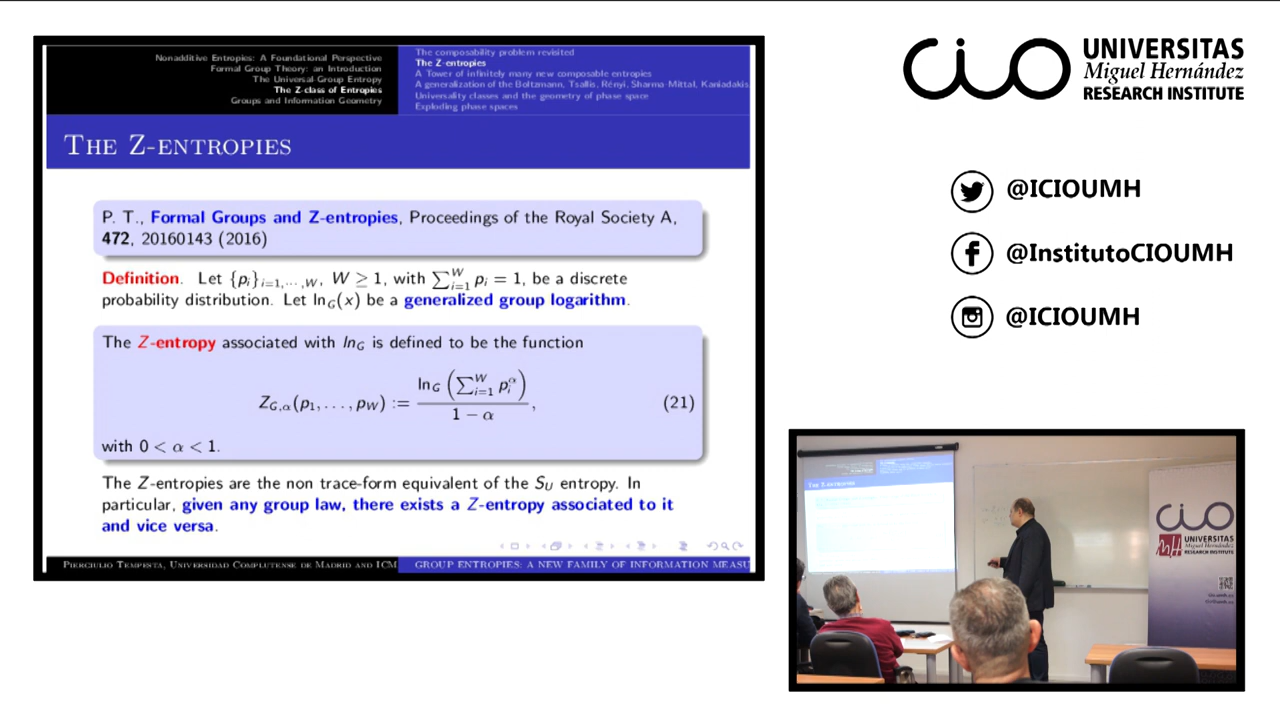 Nonadditive Entropies: A Foundational Perspective
Formal Group Theory: an Introduction
The Universal-Group Entropy
The Z-class of Entropies
Groups and Information Geometry
The composability problem revisited
The Z-entropies
A Tower of infinitely many new composable entropies
A generalization of the Boltzmann, Tsallis, Rényi, Sharma-Mittal, Kaniadakis
Universality classes and the geometry of phase space
Exploding phase spaces
THE Z-ENTROPIES
P. T., Formal Groups and Z-entropies, Proceedings of the Royal Society A,
472, 20160143 (2016)
Definition. Let {p_i}_{i=1,⋯,W}, W ≥ 1, with ∑_{i=1}^{W} p_i = 1, be a discrete
probability distribution. Let ln_G(x) be a generalized group logarithm.
The Z-entropy associated with ln_G is defined to be the function
Z_{G,α}(p_1, . . . , p_W) := ln_G (∑_{i=1}^{W} p_i^α) / (1 − α), (21)
with 0 < α < 1.
The Z-entropies are the non trace-form equivalent of the S_U entropy. In
particular, given any group law, there exists a Z-entropy associated to it
and vice versa.
PIERGIULIO TEMPESTA, UNIVERSIDAD COMPLUTENSE DE MADRID AND ICM
GROUP ENTROPIES: A NEW FAMILY OF INFORMATION MEASU
CIO
UNIVERSITAS
Miguel Hernández
RESEARCH INSTITUTE
@ICIOUMH
@InstitutoCIOUMH
@ICIOUMH
THE Z-ENTROPIES
CIO
UNIVERSITAS
Miguel Hernández
RESEARCH INSTITUTE